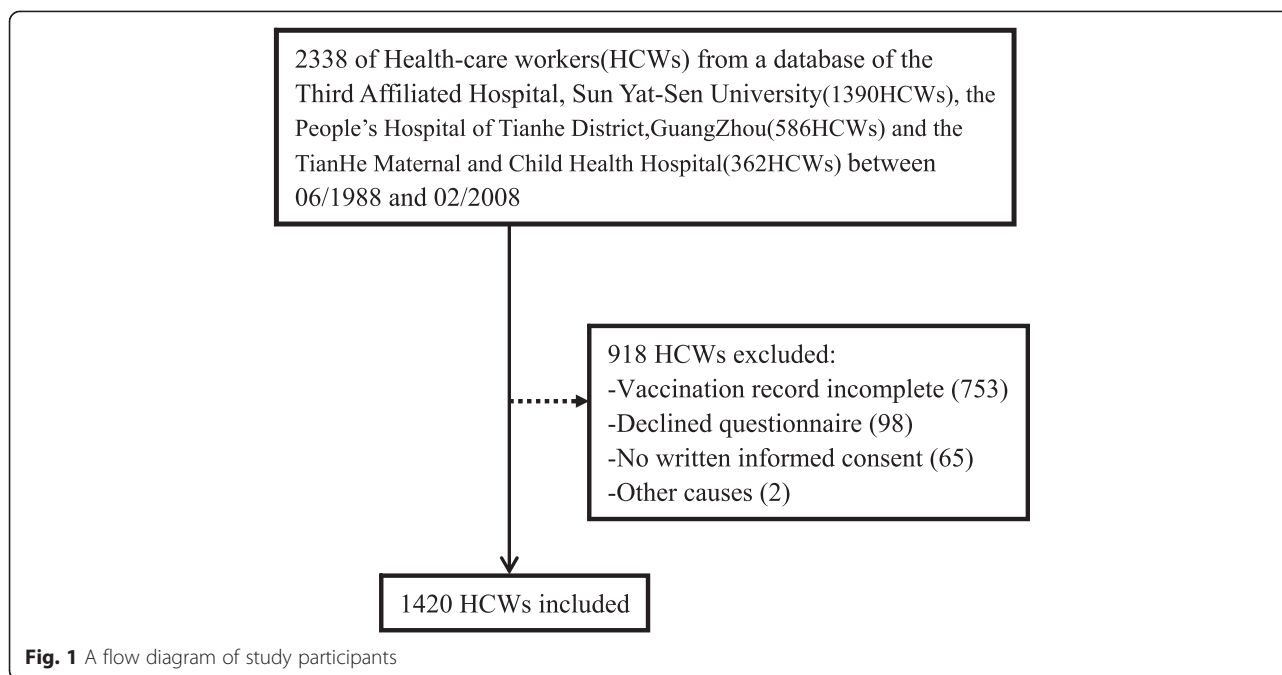 2338 of Health-care workers(HCWs) from a database of the
Third Affiliated Hospital, Sun Yat-Sen University(1390HCWs), the
People's Hospital of Tianhe District,GuangZhou(586HCWs) and the
TianHe Maternal and Child Health Hospital(362HCWs) between
06/1988 and 02/2008
918 HCWs excluded:
-Vaccination record incomplete (753)
-Declined questionnaire (98)
-No written informed consent (65)
-Other causes (2)
1420 HCWs included
Fig. 1 A flow diagram of study participants